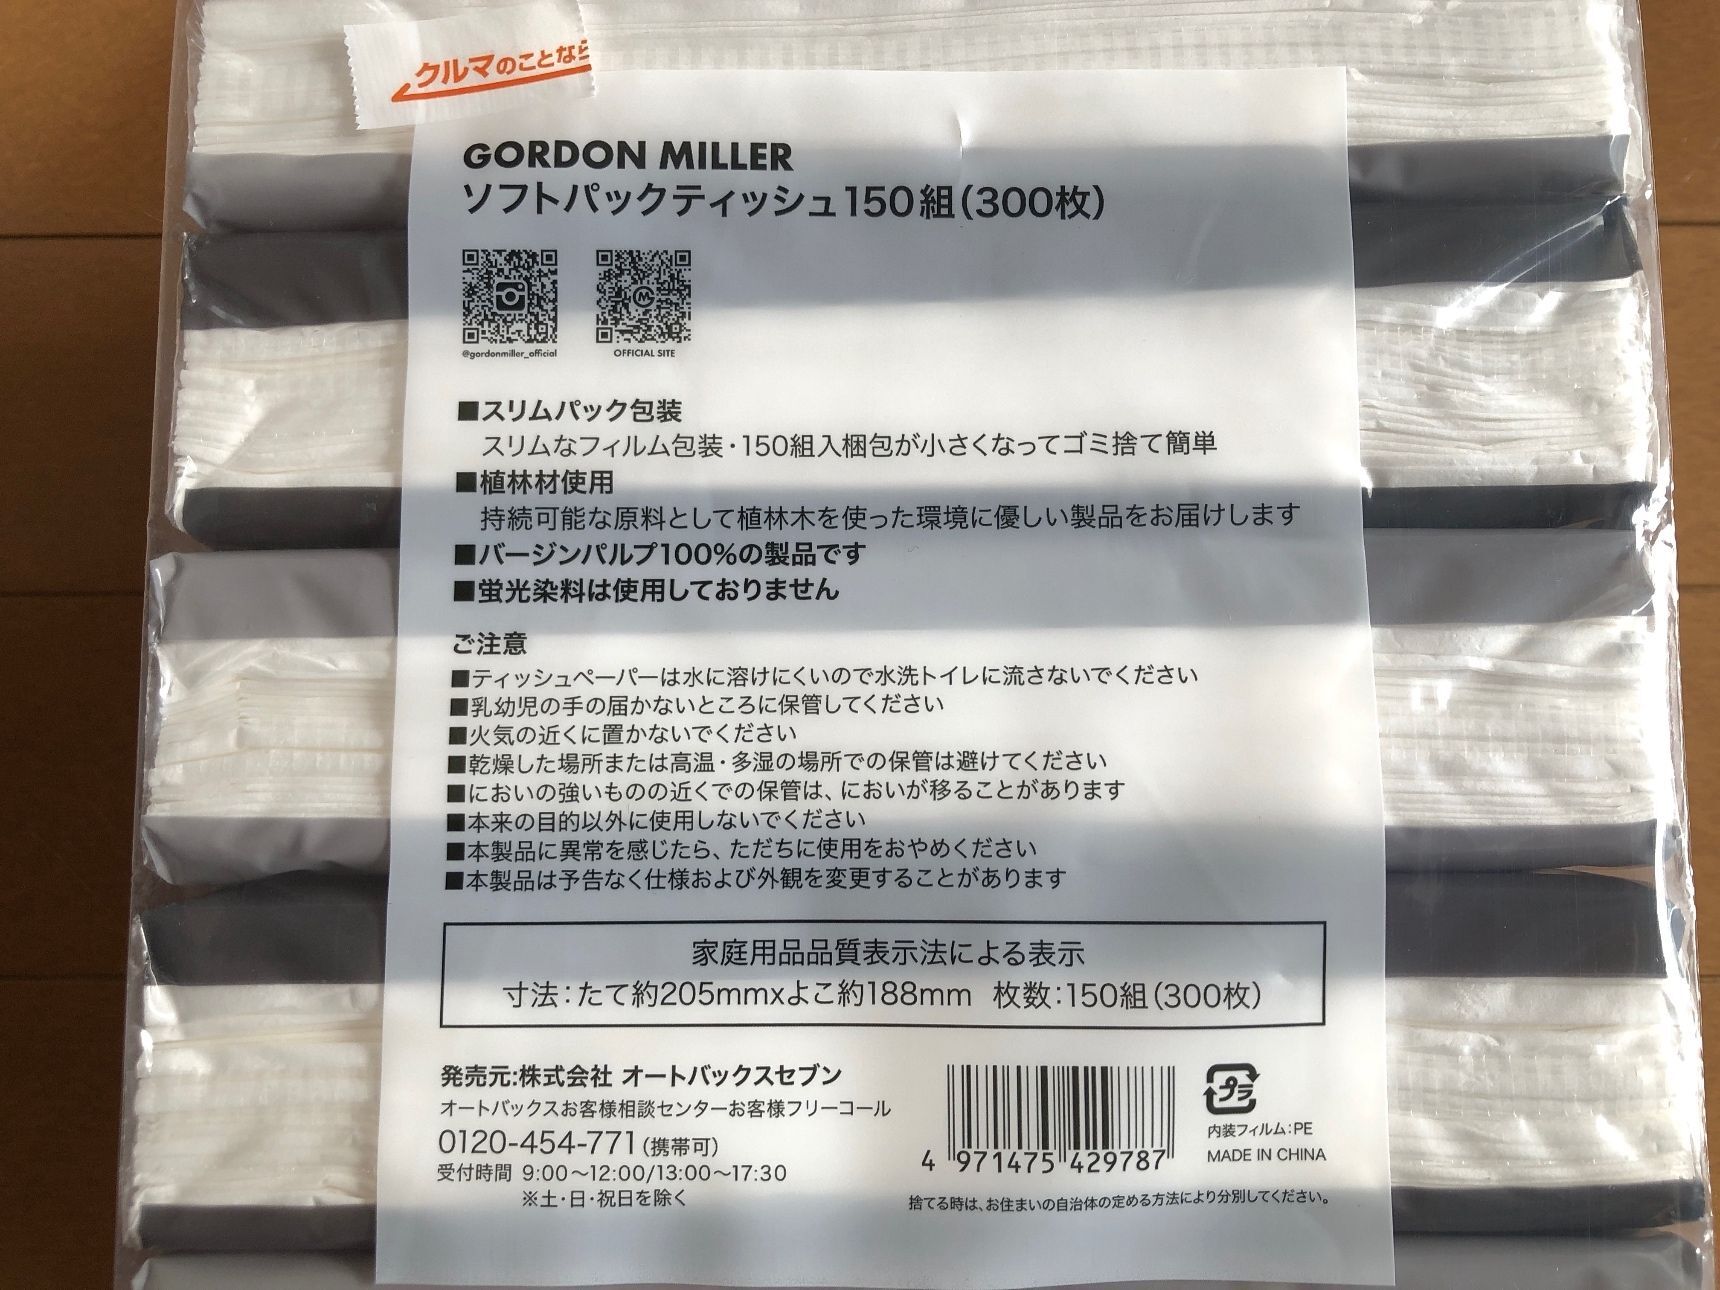 クルマのことなら
GORDON MILLER
ソフトパックティッシュ150組(300枚)
@gordonmiller_official
OFFICIAL SITE
■スリムパック包装
スリムなフィルム包装・150組入梱包が小さくなってゴミ捨て簡単
■植林材使用
持続可能な原料として植林木を使った環境に優しい製品をお届けします
■バージンパルプ100%の製品です
■蛍光染料は使用しておりません
ご注意
■ティッシュペーパーは水に溶けにくいので水洗トイレに流さないでください
■乳幼児の手の届かないところに保管してください
■火気の近くに置かないでください
■乾燥した場所または高温・多湿の場所での保管は避けてください
■においの強いものの近くでの保管は、においが移ることがあります
■本来の目的以外に使用しないでください
■本製品に異常を感じたら、ただちに使用をおやめください
■本製品は予告なく仕様および外観を変更することがあります
家庭用品品質表示法による表示
寸法：たて約205mmxよこ約188mm 枚数：150組(300枚)
発売元:株式会社 オートバックスセブン
オートバックスお客様相談センターお客様フリーコール
0120-454-771(携帯可)
受付時間 9:00〜12:00/13:00〜17:30
※土・日・祝日を除く
4 971475 429787
プラ
内装フィルム：PE
MADE IN CHINA
捨てる時は、お住まいの自治体の定める方法により分別してください。